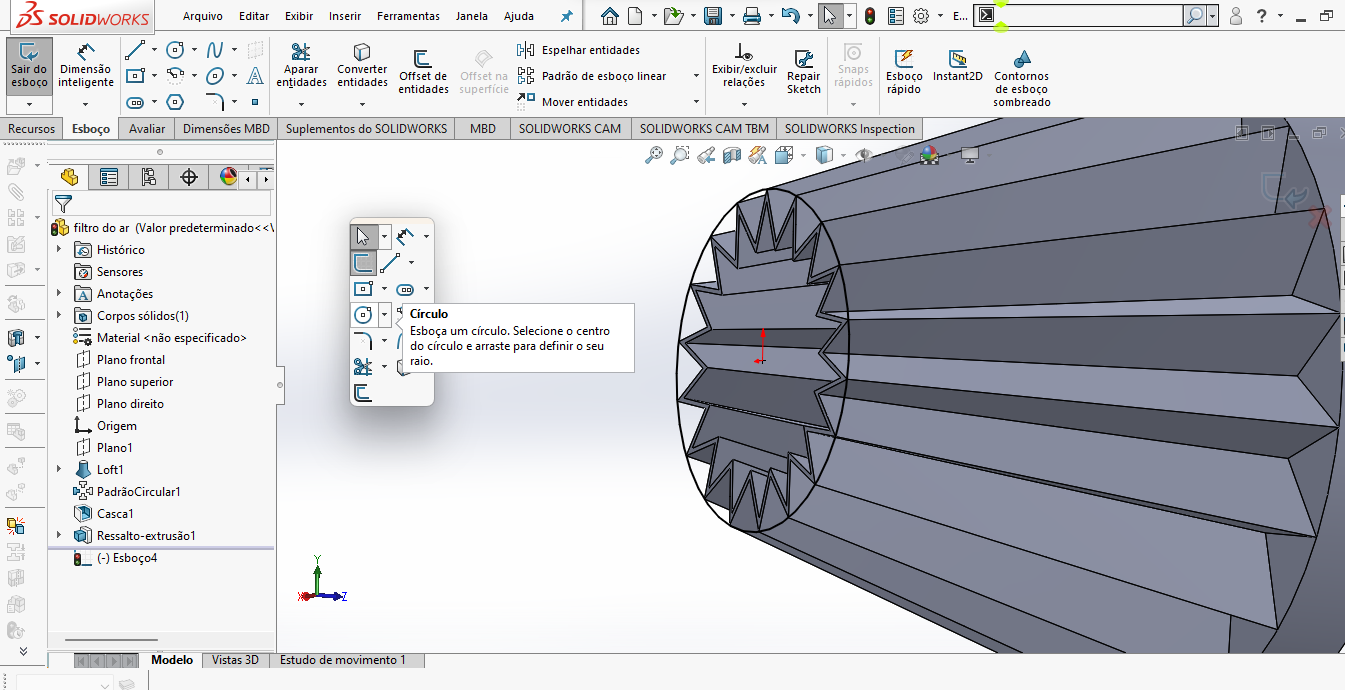 SOLIDWORKS
Arquivo Editar Exibir Inserir Ferramentas Janela Ajuda
E...
?
Sair do esboço
Dimensão inteligente
Aparar entidades
Converter entidades
Offset de entidades
Offset na superfície
Espelhar entidades
Padrão de esboço linear
Mover entidades
Exibir/excluir relações
Repair Sketch
Snaps rápidos
Esboço rápido
Instant2D
Contornos de esboço sombreado
Recursos Esboço Avaliar Dimensões MBD Suplementos do SOLIDWORKS MBD SOLIDWORKS CAM SOLIDWORKS CAM TBM SOLIDWORKS Inspection
filtro do ar (Valor predeterminado<<\
Histórico
Sensores
Anotações
Corpos sólidos(1)
Material <não especificado>
Plano frontal
Plano superior
Plano direito
Origem
Plano1
Loft1
PadrãoCircular1
Casca1
Ressalto-extrusão1
(-) Esboço4
Círculo
Esboça um círculo. Selecione o centro
do círculo e arraste para definir o seu
raio.
Y
X
Z
Modelo Vistas 3D Estudo de movimento 1